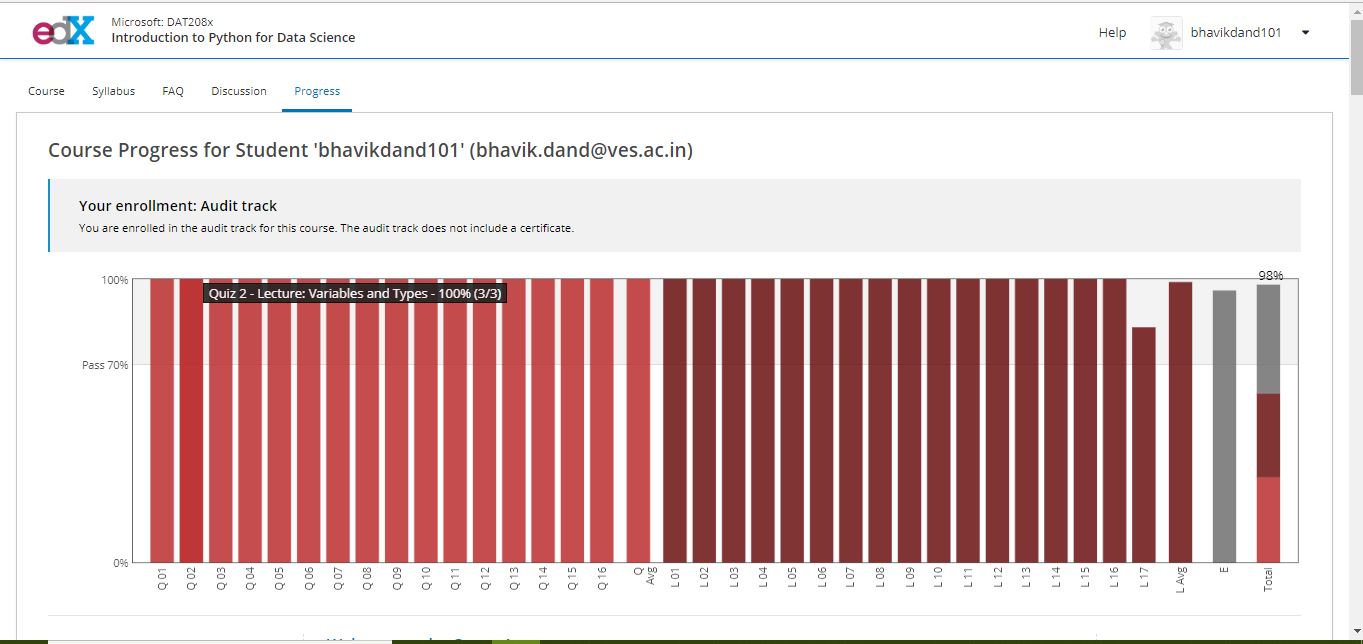 edX
Microsoft: DAT208x
Introduction to Python for Data Science
Help
bhavikdand101
Course
Syllabus
FAQ
Discussion
Progress
Course Progress for Student 'bhavikdand101' (bhavik.dand@ves.ac.in)
Your enrollment: Audit track
You are enrolled in the audit track for this course. The audit track does not include a certificate.
98%
100%
Quiz 2 - Lecture: Variables and Types - 100% (3/3)
Pass 70%
0%
Q 01
Q 02
Q 03
Q 04
Q 05
Q 06
Q 07
Q 08
Q 09
Q 10
Q 11
Q 12
Q 13
Q 14
Q 15
Q 16
Q Avg
L 01
L 02
L 03
L 04
L 05
L 06
L 07
L 08
L 09
L 10
L 11
L 12
L 13
L 14
L 15
L 16
L 17
L Avg
E
Total